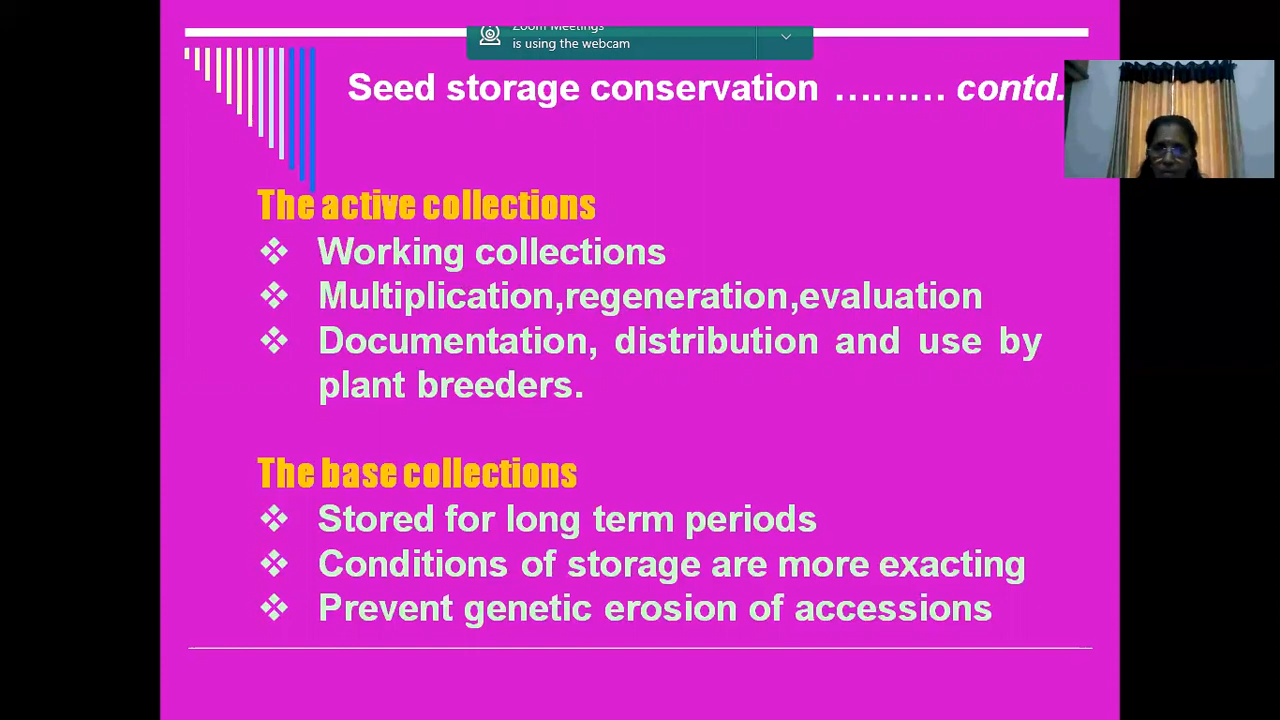 Zoom Meetings
is using the webcam
Seed storage conservation ……… contd.
The active collections
❖ Working collections
❖ Multiplication,regeneration,evaluation
❖ Documentation, distribution and use by
plant breeders.
The base collections
❖ Stored for long term periods
❖ Conditions of storage are more exacting
❖ Prevent genetic erosion of accessions